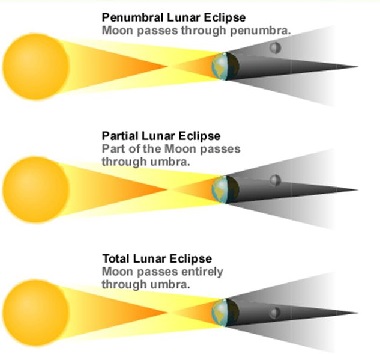 Penumbral Lunar Eclipse
Moon passes through penumbra.
Partial Lunar Eclipse
Part of the Moon passes
through umbra.
Total Lunar Eclipse
Moon passes entirely
through umbra.